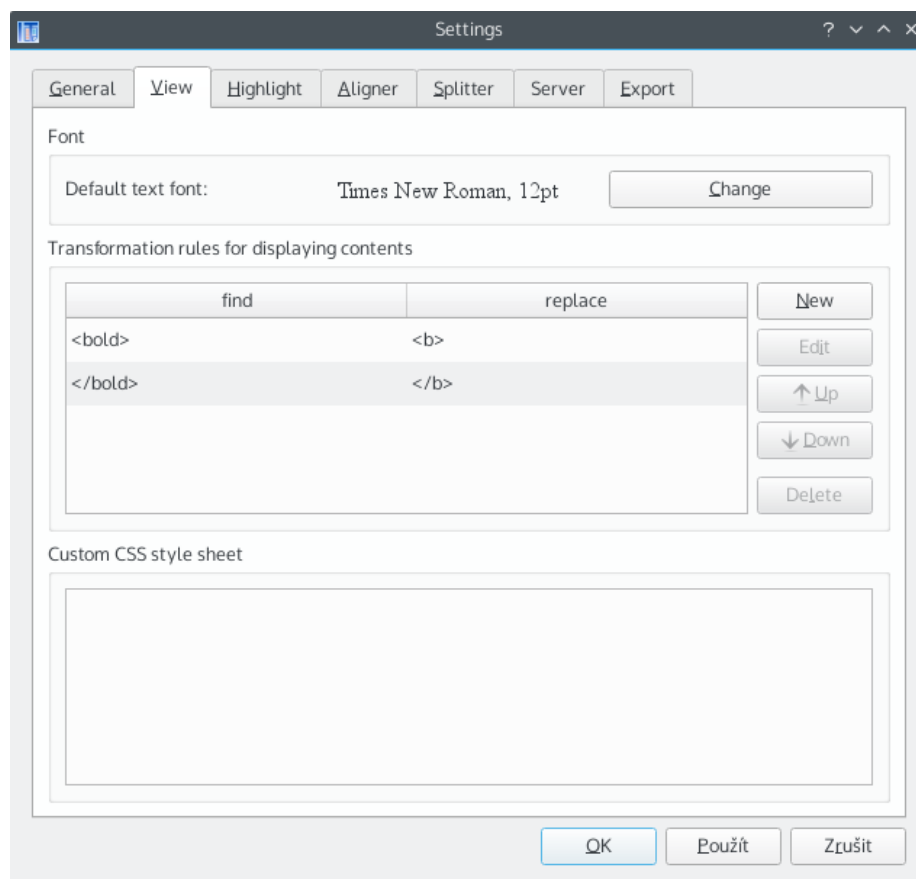 Settings
General View Highlight Aligner Splitter Server Export
Font
Default text font: Times New Roman, 12pt Change
Transformation rules for displaying contents
find replace New
<bold> <b> Edit
</bold> </b> Up
Down
Delete
Custom CSS style sheet
OK Použít Zrušit